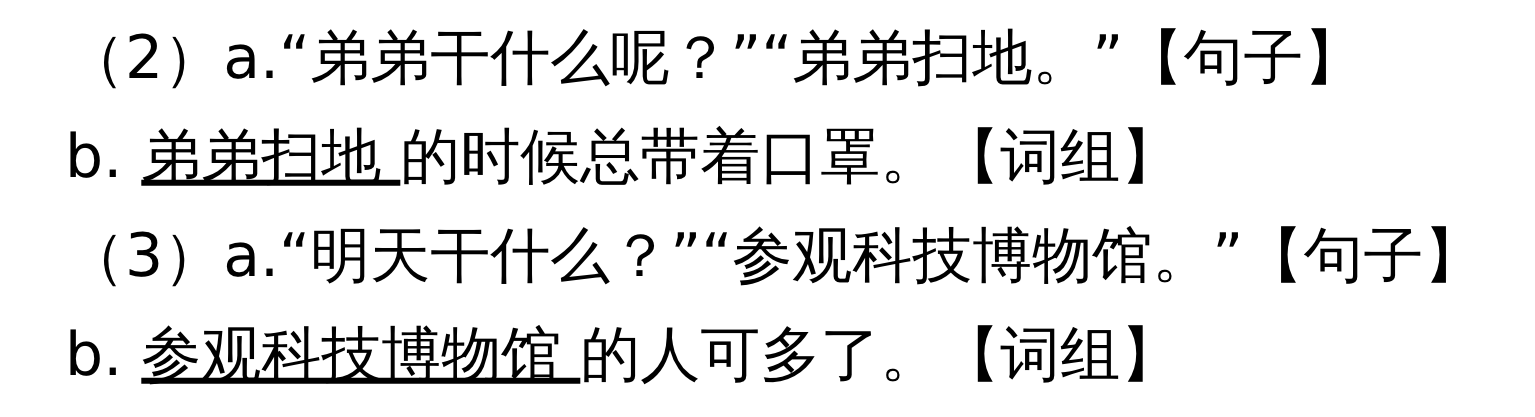 （2）a.“弟弟干什么呢？”“弟弟扫地。”【句子】
b. 弟弟扫地 的时候总带着口罩。【词组】
（3）a.“明天干什么？”“参观科技博物馆。”【句子】
b. 参观科技博物馆 的人可多了。【词组】